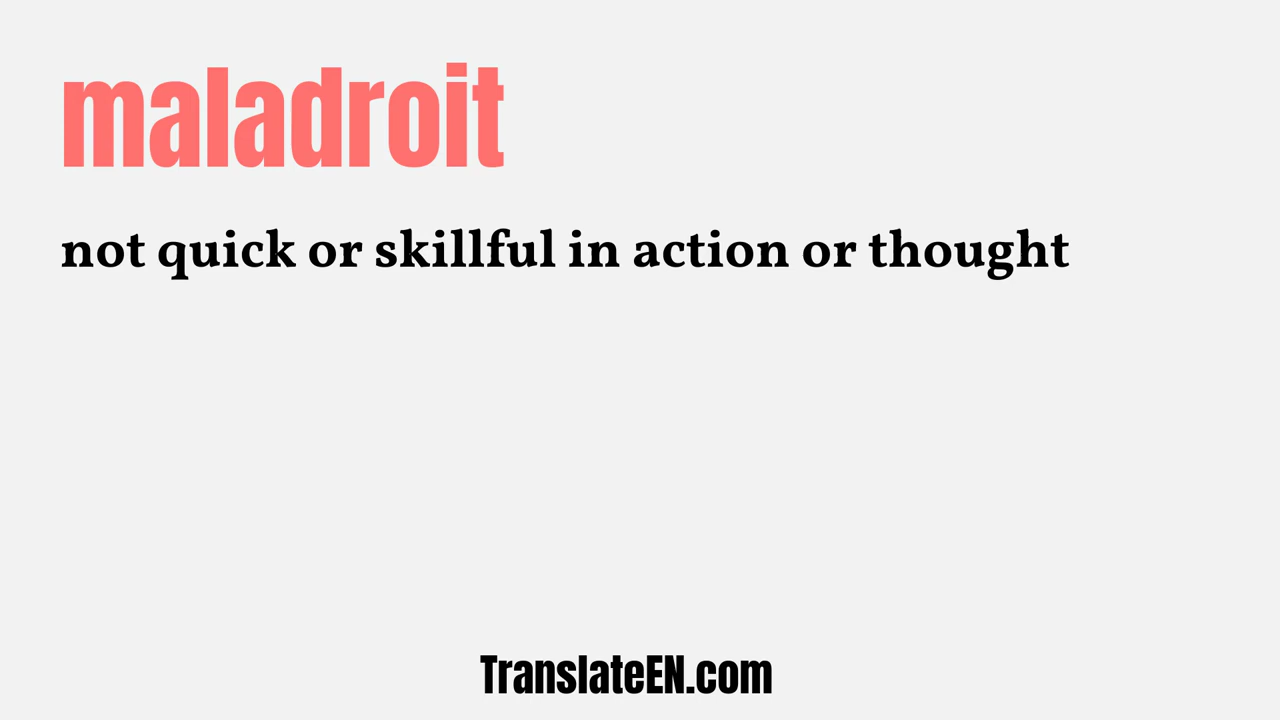 maladroit
not quick or skillful in action or thought
TranslateEN.com